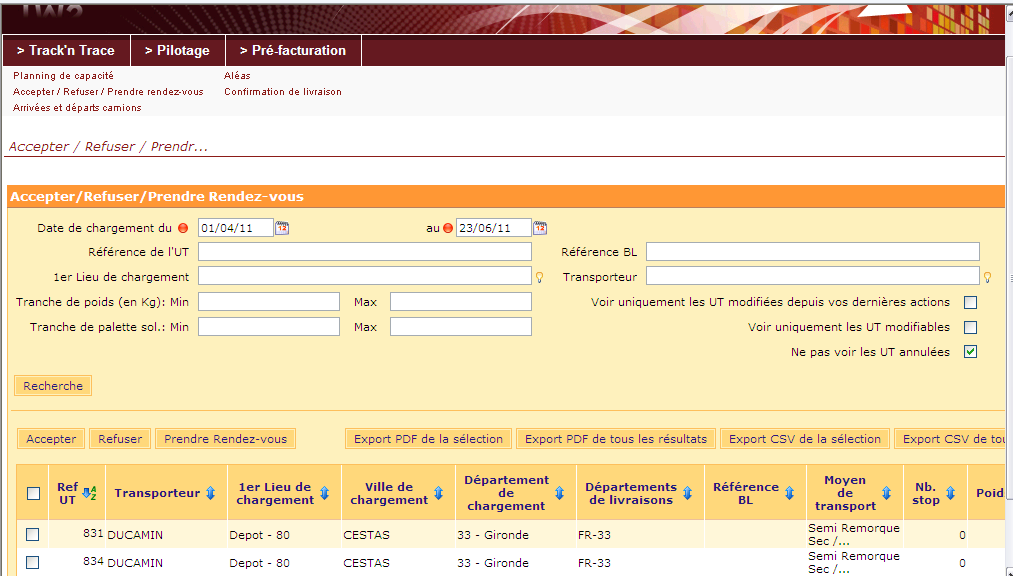 > Track'n Trace > Pilotage > Pré-facturation
Planning de capacité Aléas
Accepter / Refuser / Prendre rendez-vous Confirmation de livraison
Arrivées et départs camions
Accepter / Refuser / Prendr...
Accepter/Refuser/Prendre Rendez-vous
Date de chargement du 01/04/11 au 23/06/11
Référence de l'UT Référence BL
1er Lieu de chargement Transporteur
Tranche de poids (en Kg): Min Max Voir uniquement les UT modifiées depuis vos dernières actions
Tranche de palette sol.: Min Max Voir uniquement les UT modifiables
Ne pas voir les UT annulées
Recherche
Accepter Refuser Prendre Rendez-vous Export PDF de la sélection Export PDF de tous les résultats Export CSV de la sélection Export CSV de tou
Ref UT Transporteur 1er Lieu de chargement Ville de chargement Département de chargement Départements de livraisons Référence BL Moyen de transport Nb. stop Poid
831 DUCAMIN Depot - 80 CESTAS 33 - Gironde FR-33 Semi Remorque Sec /... 0
834 DUCAMIN Depot - 80 CESTAS 33 - Gironde FR-33 Semi Remorque Sec /... 0